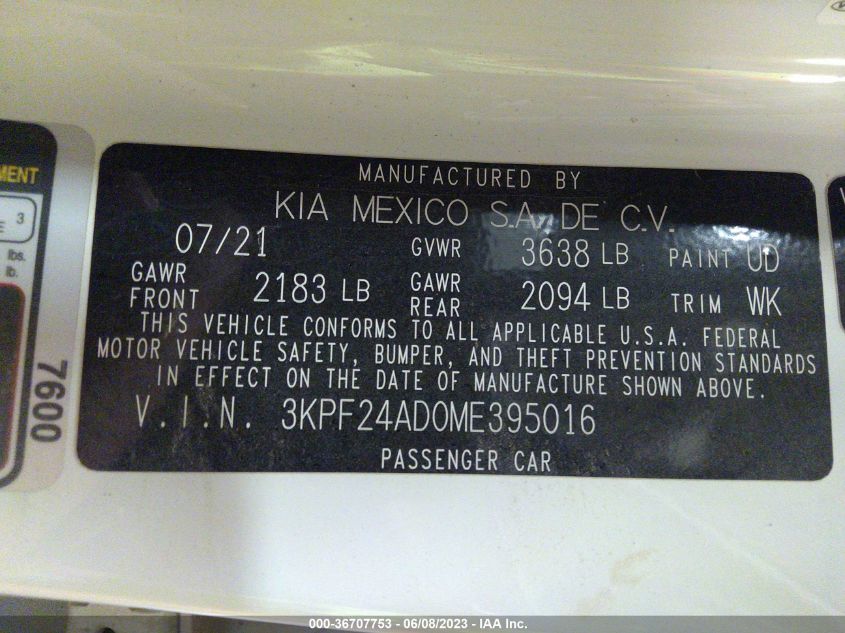 MANUFACTURED BY
KIA MEXICO S.A. DE C.V.
07/21 GVWR 3638 LB PAINT UD
GAWR FRONT 2183 LB GAWR REAR 2094 LB TRIM WK
THIS VEHICLE CONFORMS TO ALL APPLICABLE U.S.A. FEDERAL
MOTOR VEHICLE SAFETY, BUMPER, AND THEFT PREVENTION STANDARDS
IN EFFECT ON THE DATE OF MANUFACTURE SHOWN ABOVE.
V.I.N. 3KPF24AD0ME395016
PASSENGER CAR
MENT
3
lbs.
lb.
7600
000-36707753 - 06/08/2023 - IAA Inc.